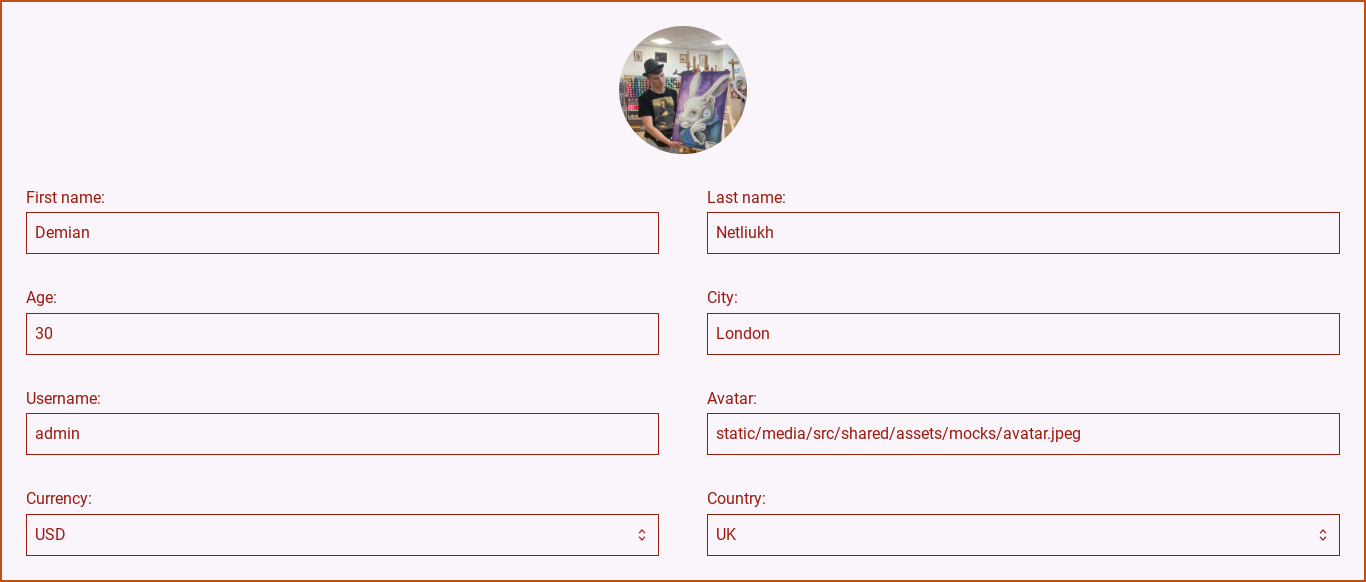 First name:
Last name:
Demian
Netliukh
Age:
City:
30
London
Username:
Avatar:
admin
static/media/src/shared/assets/mocks/avatar.jpeg
Currency:
Country:
USD
UK